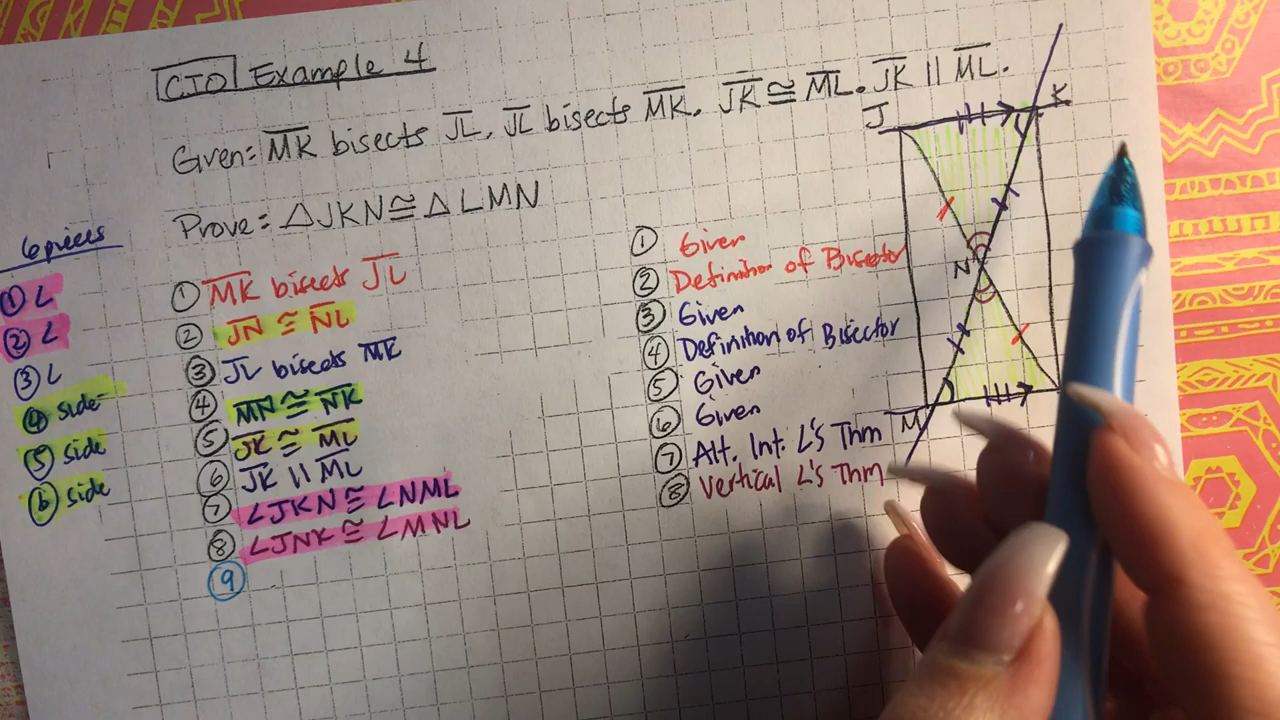 CIO Example 4
Given: MK bisects JL, JL bisects MK, JK ≅ ML. JK || ML.
Prove: △JKN ≅ △LMN
6 pieces
① ∠
② ∠
③ ∠
④ side
⑤ side
⑥ side
① MK bisects JL
② JN ≅ NL
③ JL bisects MK
④ MN ≅ NK
⑤ JK ≅ ML
⑥ JK || ML
⑦ ∠JKN ≅ ∠NML
⑧ ∠JNK ≅ ∠MNL
⑨
① Given
② Definition of Bisector
③ Given
④ Definition of Bisector
⑤ Given
⑥ Given
⑦ Alt. Int. ∠'s Thm
⑧ Vertical ∠'s Thm
J
K
N
M